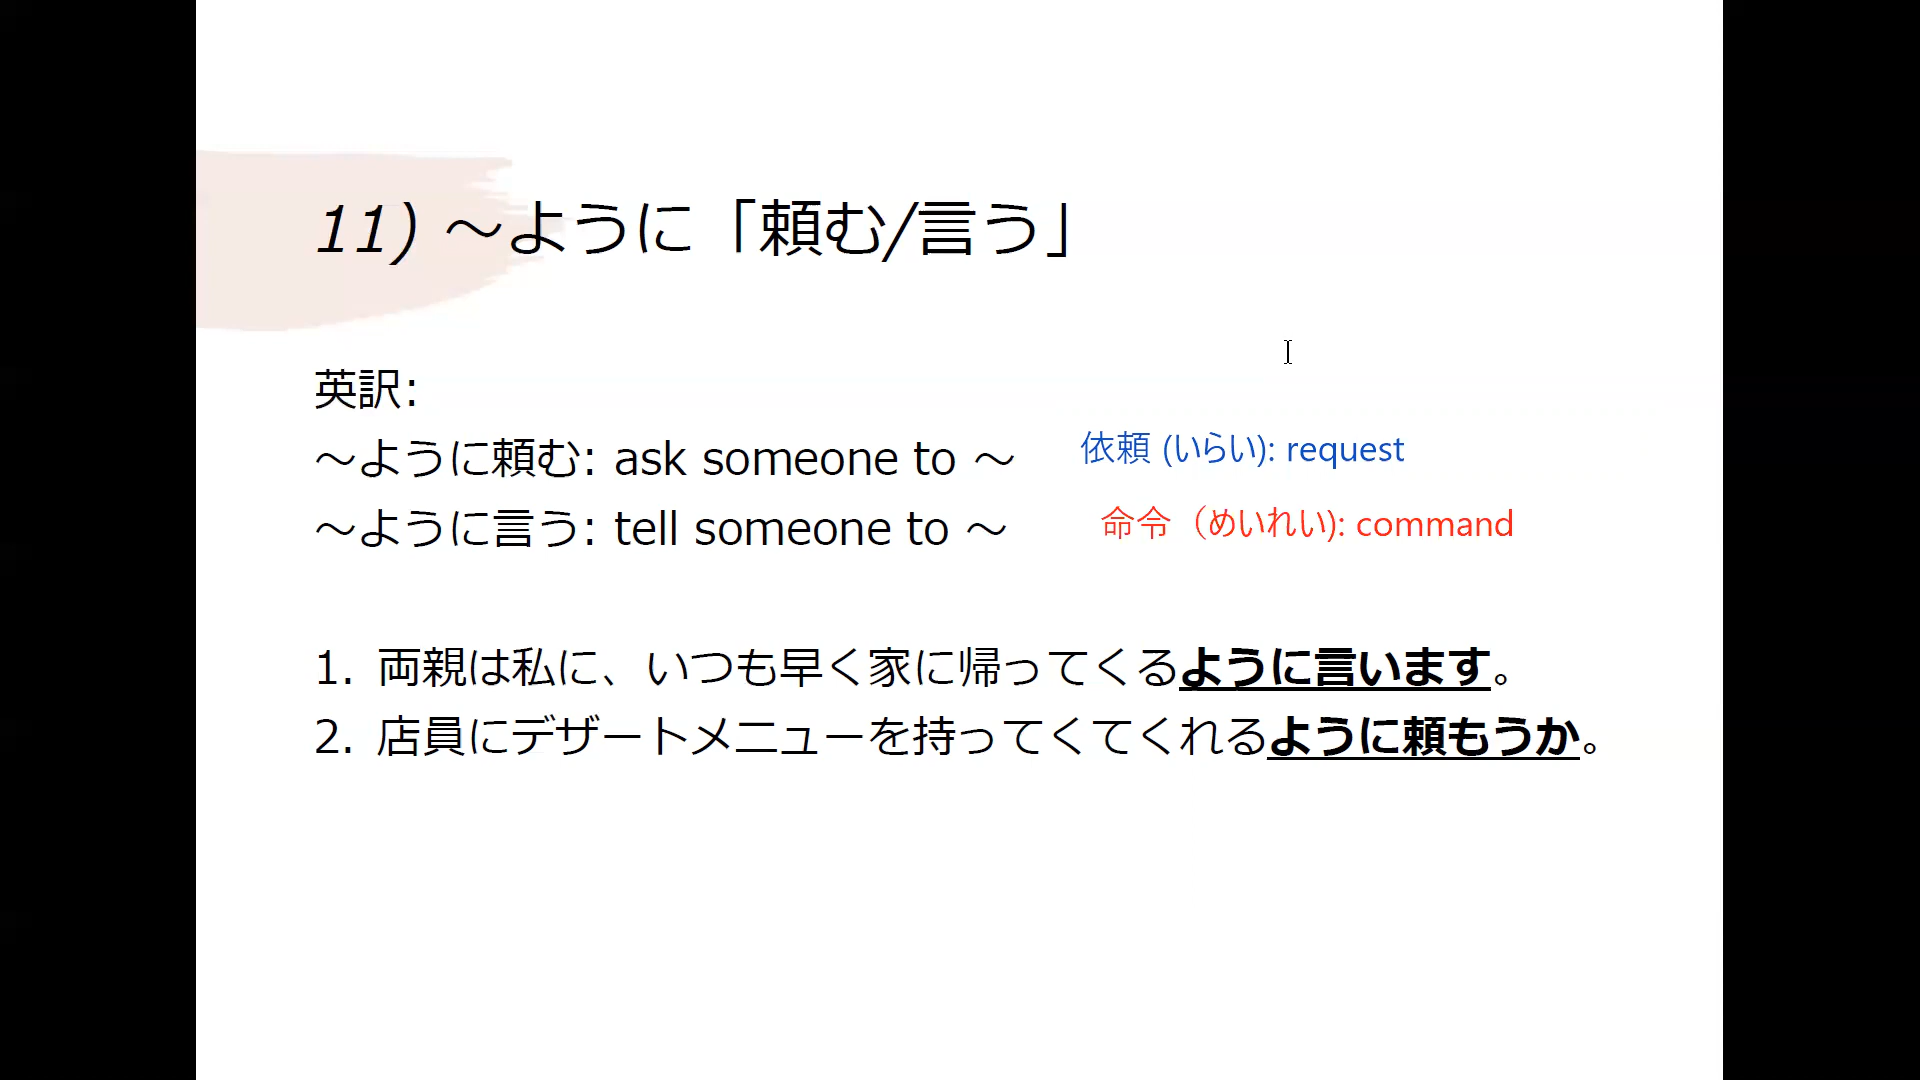 11) ～ように「頼む/言う」
英訳:
～ように頼む: ask someone to ～
依頼 (いらい): request
～ように言う: tell someone to ～
命令（めいれい): command
1. 両親は私に、いつも早く家に帰ってくるように言います。
2. 店員にデザートメニューを持ってくてくれるように頼もうか。